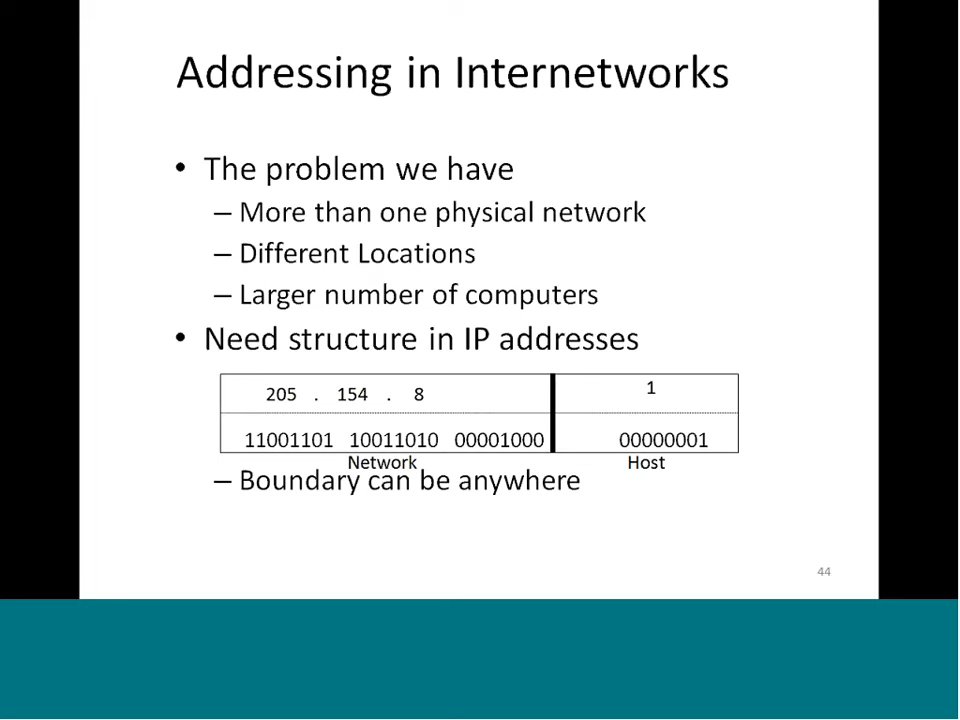 Addressing in Internetworks
• The problem we have
– More than one physical network
– Different Locations
– Larger number of computers
• Need structure in IP addresses
205 . 154 . 8 1
11001101 10011010 00001000 00000001
Network Host
– Boundary can be anywhere
44